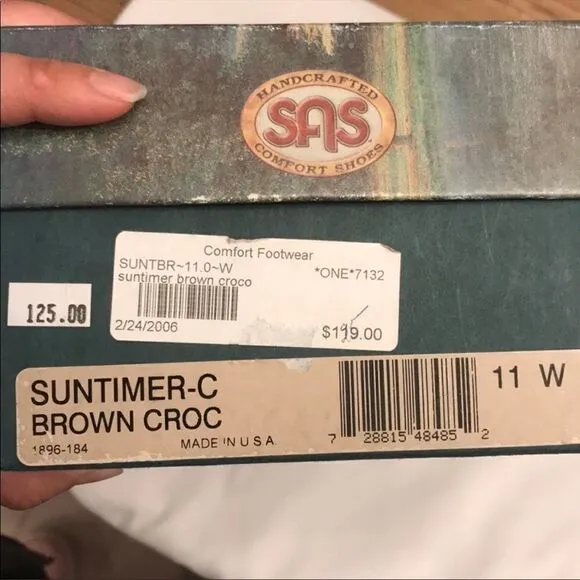 HANDCRAFTED
SAS
COMFORT SHOES
Comfort Footwear
SUNTBR~11.0~W
*ONE*7132
suntimer brown croco
2/24/2006
$119.00
125.00
SUNTIMER-C
BROWN CROC
1896-184
MADE IN U.S.A.
7 28815 48485 2
11 W